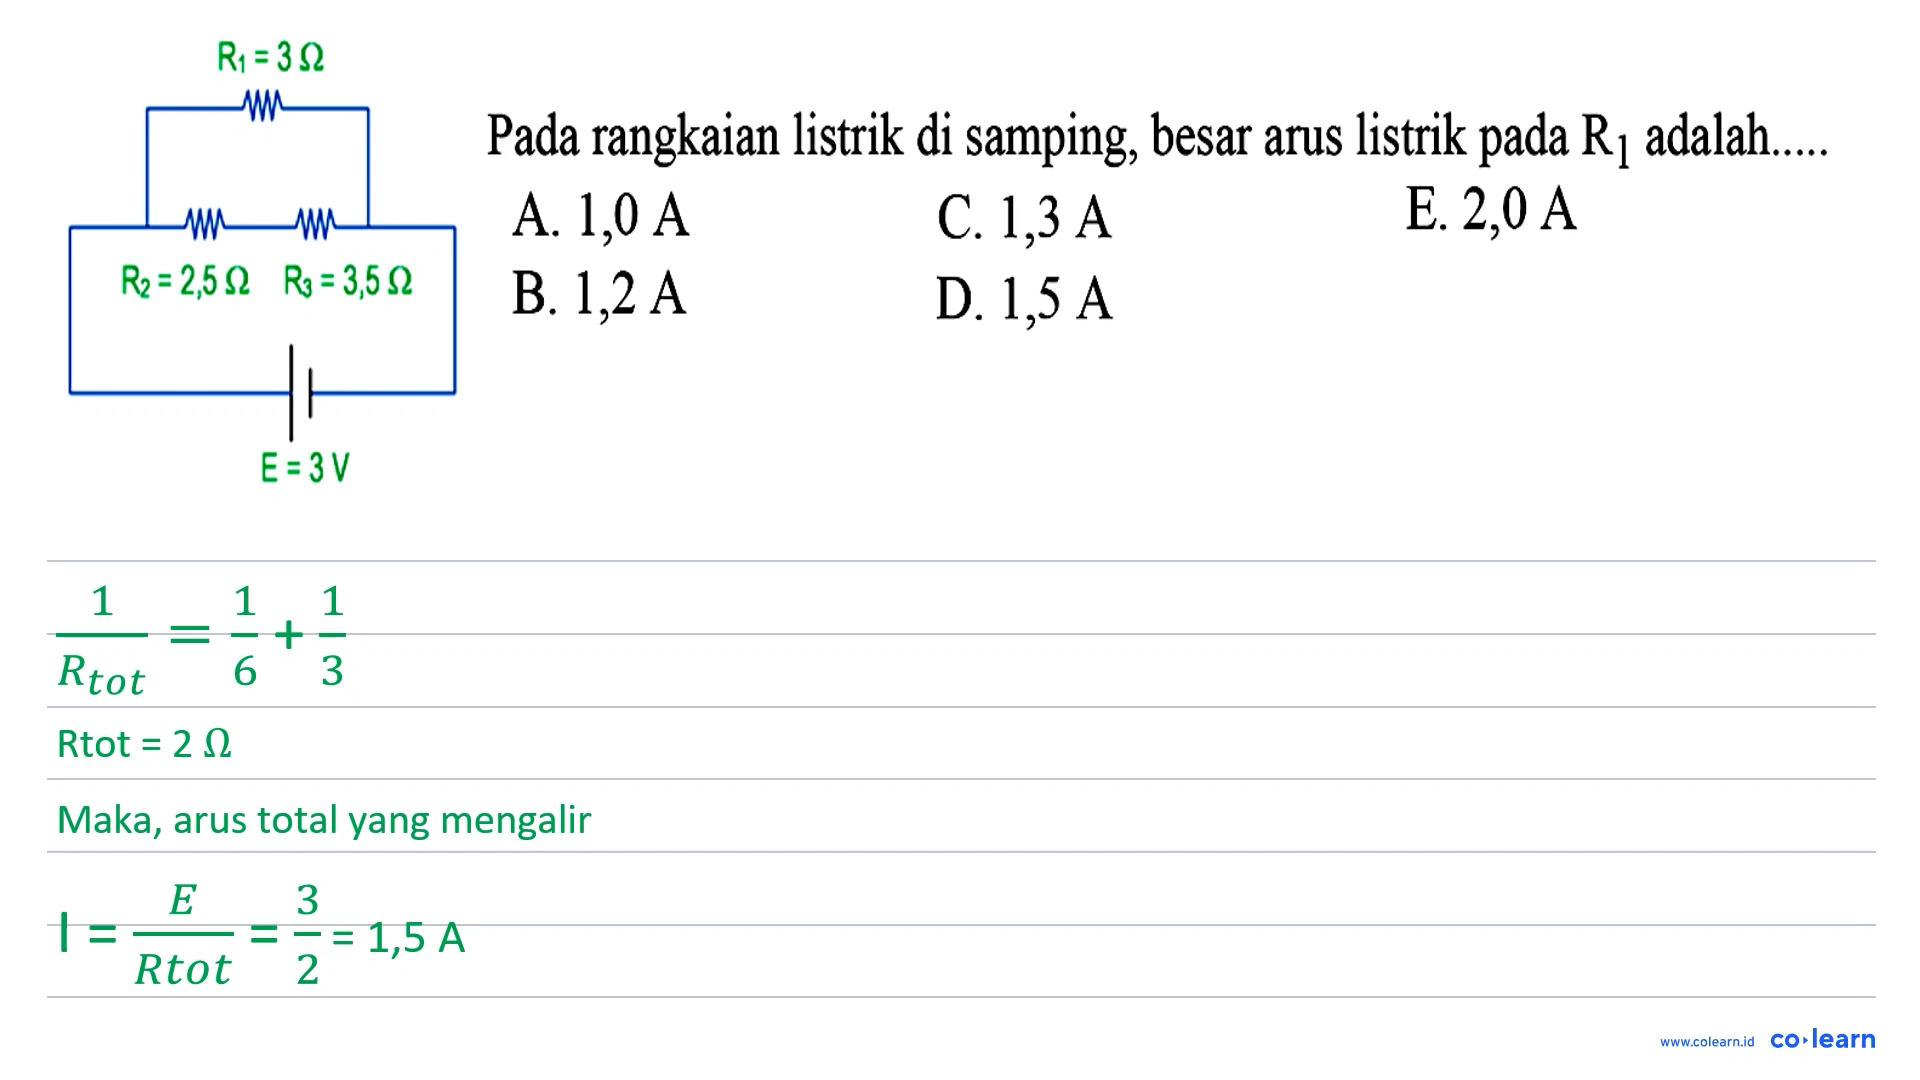 R₁ = 3 Ω
R₂ = 2,5 Ω R₃ = 3,5 Ω
E = 3 V
Pada rangkaian listrik di samping, besar arus listrik pada R₁ adalah.....
A. 1,0 A C. 1,3 A E. 2,0 A
B. 1,2 A D. 1,5 A
1/R_tot = 1/6 + 1/3
Rtot = 2 Ω
Maka, arus total yang mengalir
I = E/Rtot = 3/2 = 1,5 A
www.colearn.id co·learn